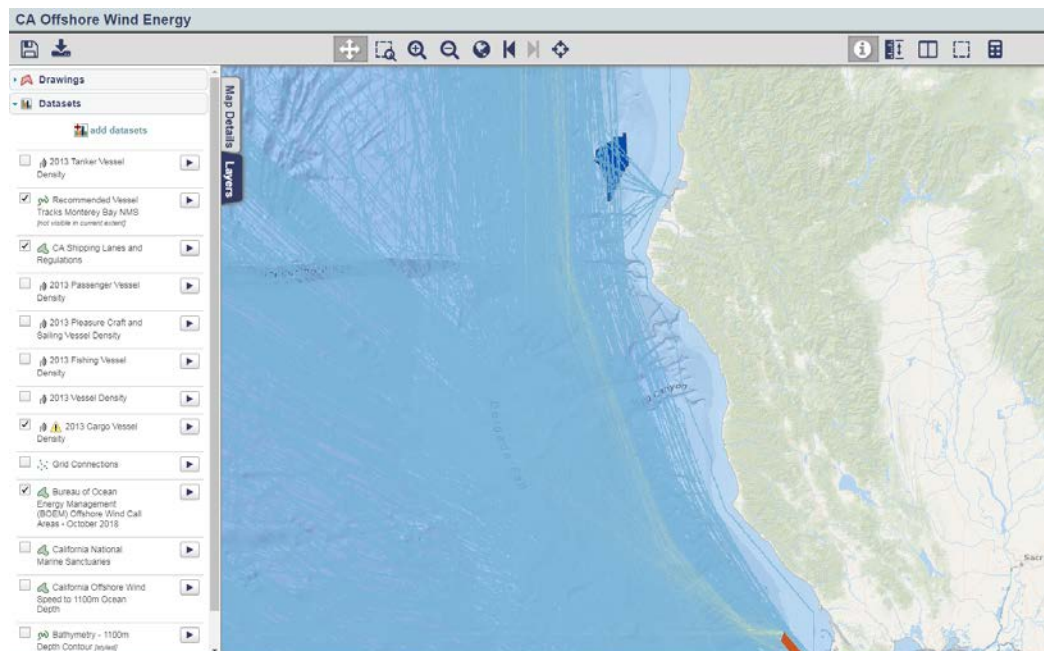 CA Offshore Wind Energy
Drawings
Datasets
add datasets
2013 Tanker Vessel
Density
Recommended Vessel
Tracks Monterey Bay NMS
[not visible in current extent]
CA Shipping Lanes and
Regulations
2013 Passenger Vessel
Density
2013 Pleasure Craft and
Sailing Vessel Density
2013 Fishing Vessel
Density
2013 Vessel Density
2013 Cargo Vessel
Density
Grid Connections
Bureau of Ocean
Energy Management
(BOEM) Offshore Wind Call
Areas - October 2018
California National
Marine Sanctuaries
California Offshore Wind
Speed to 1100m Ocean
Depth
Bathymetry - 1100m
Depth Contour [styled]
Map Details
Layers
Canyon
Sacr